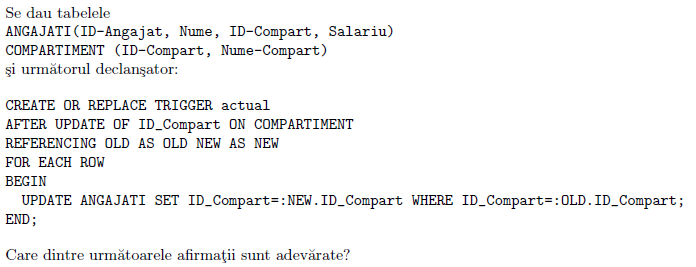 Se dau tabelele
ANGAJATI(ID-Angajat, Nume, ID-Compart, Salariu)
COMPARTIMENT (ID-Compart, Nume-Compart)
şi următorul declanşator:
CREATE OR REPLACE TRIGGER actual
AFTER UPDATE OF ID_Compart ON COMPARTIMENT
REFERENCING OLD AS OLD NEW AS NEW
FOR EACH ROW
BEGIN
UPDATE ANGAJATI SET ID_Compart=:NEW.ID_Compart WHERE ID_Compart=:OLD.ID_Compart;
END;
Care dintre următoarele afirmaţii sunt adevărate?